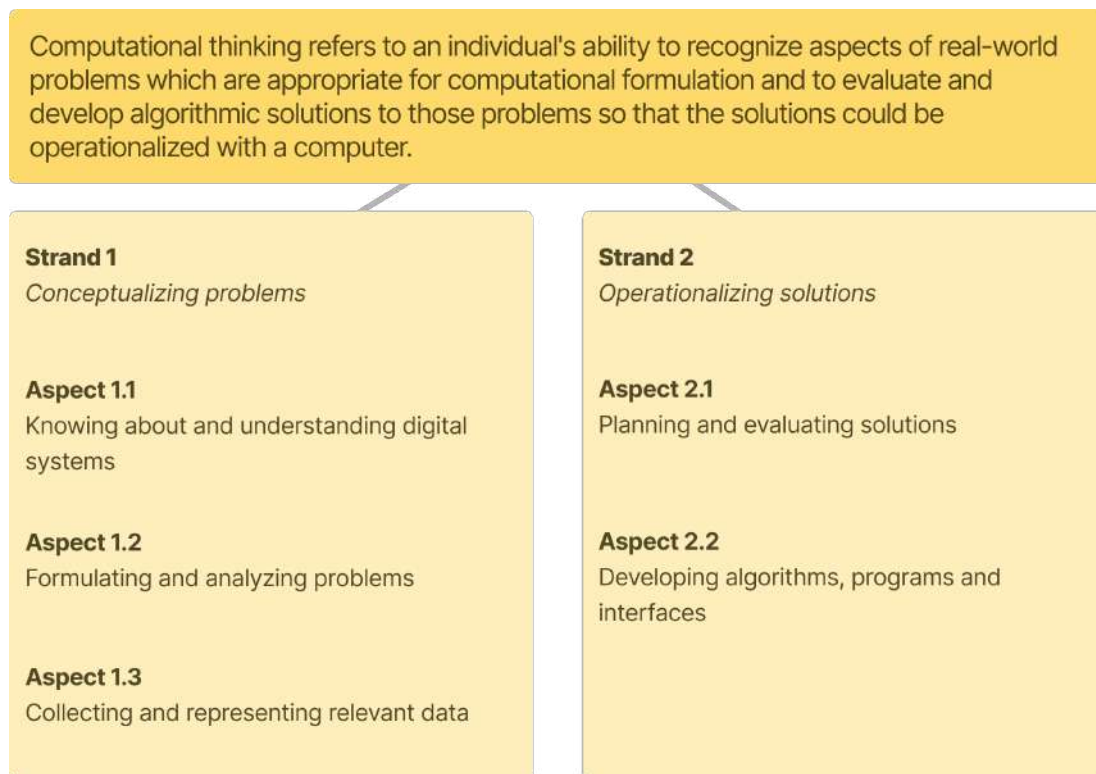 Computational thinking refers to an individual's ability to recognize aspects of real-world
problems which are appropriate for computational formulation and to evaluate and
develop algorithmic solutions to those problems so that the solutions could be
operationalized with a computer.
Strand 1
Conceptualizing problems
Aspect 1.1
Knowing about and understanding digital
systems
Aspect 1.2
Formulating and analyzing problems
Aspect 1.3
Collecting and representing relevant data
Strand 2
Operationalizing solutions
Aspect 2.1
Planning and evaluating solutions
Aspect 2.2
Developing algorithms, programs and
interfaces